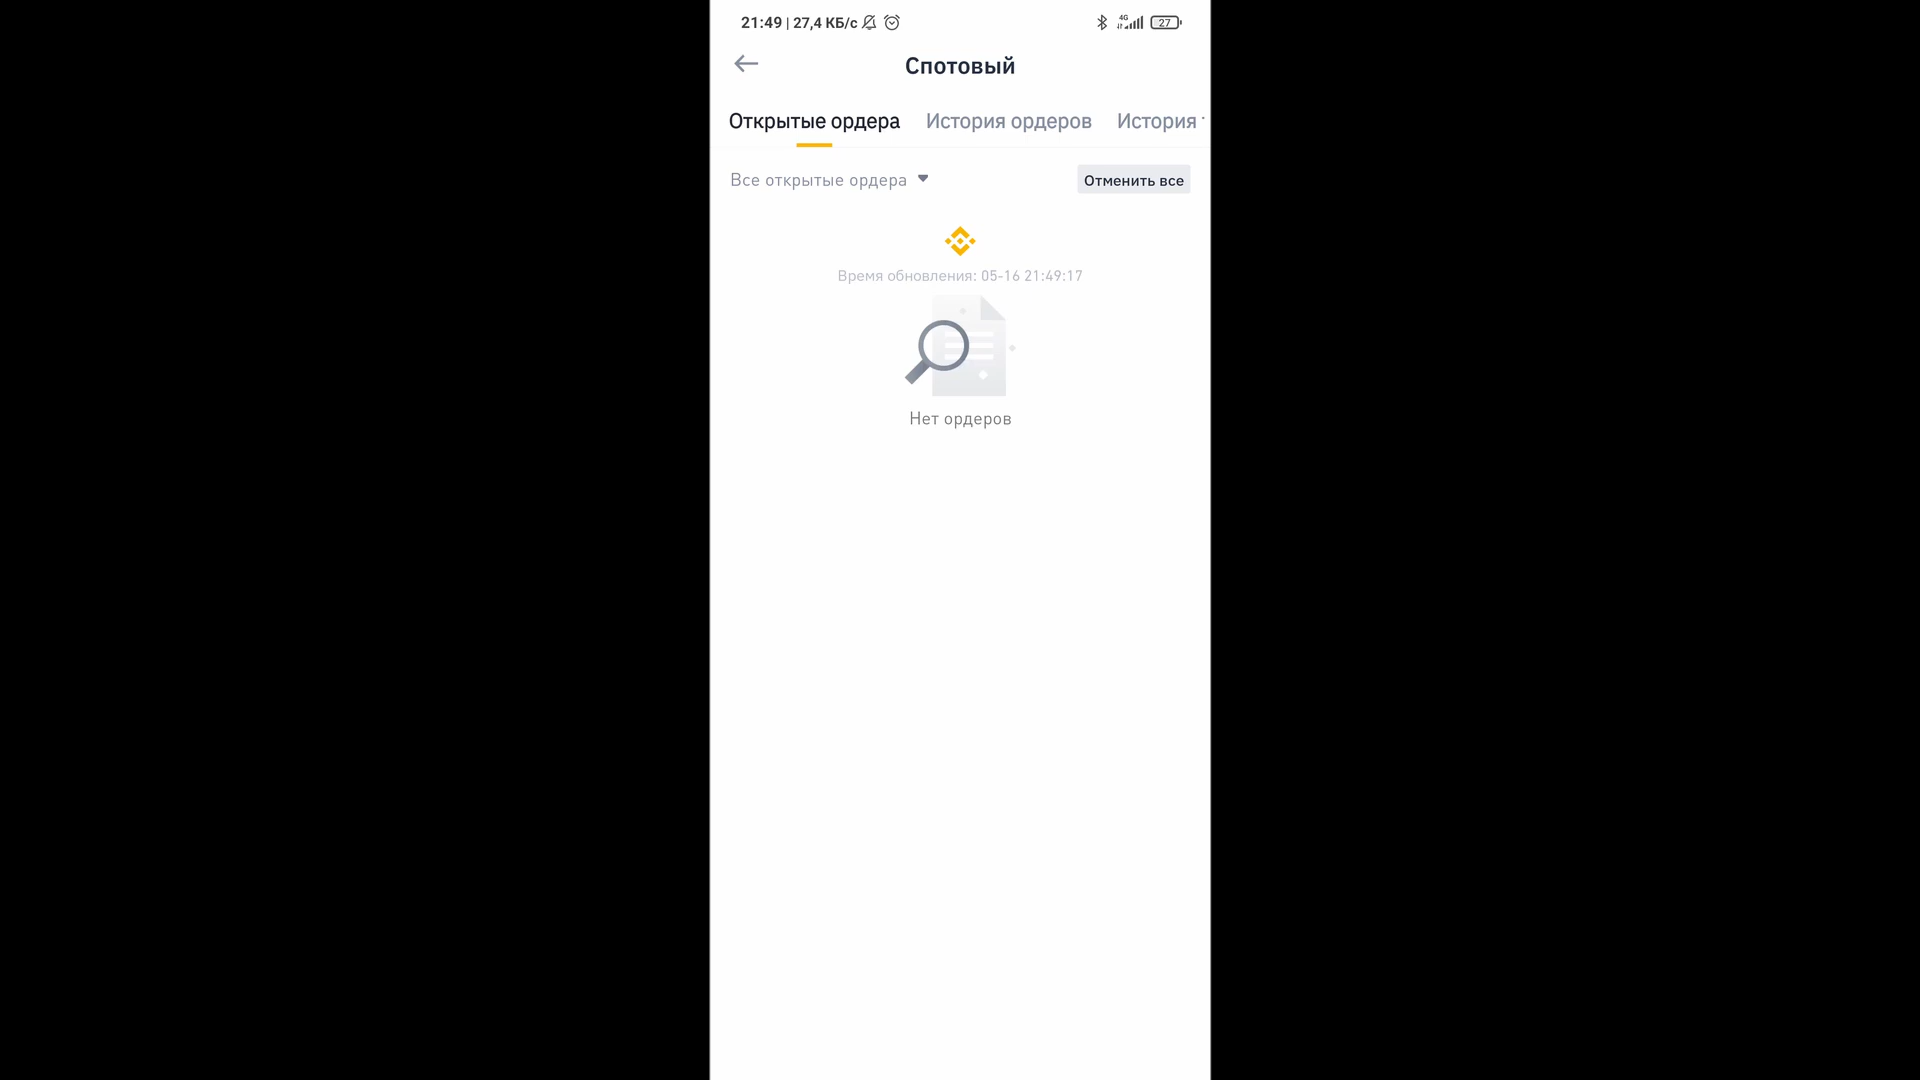 21:49 | 27,4 КБ/с 4G 27
Спотовый
Открытые ордера История ордеров История
Все открытые ордера Отменить все
Время обновления: 05-16 21:49:17
Нет ордеров